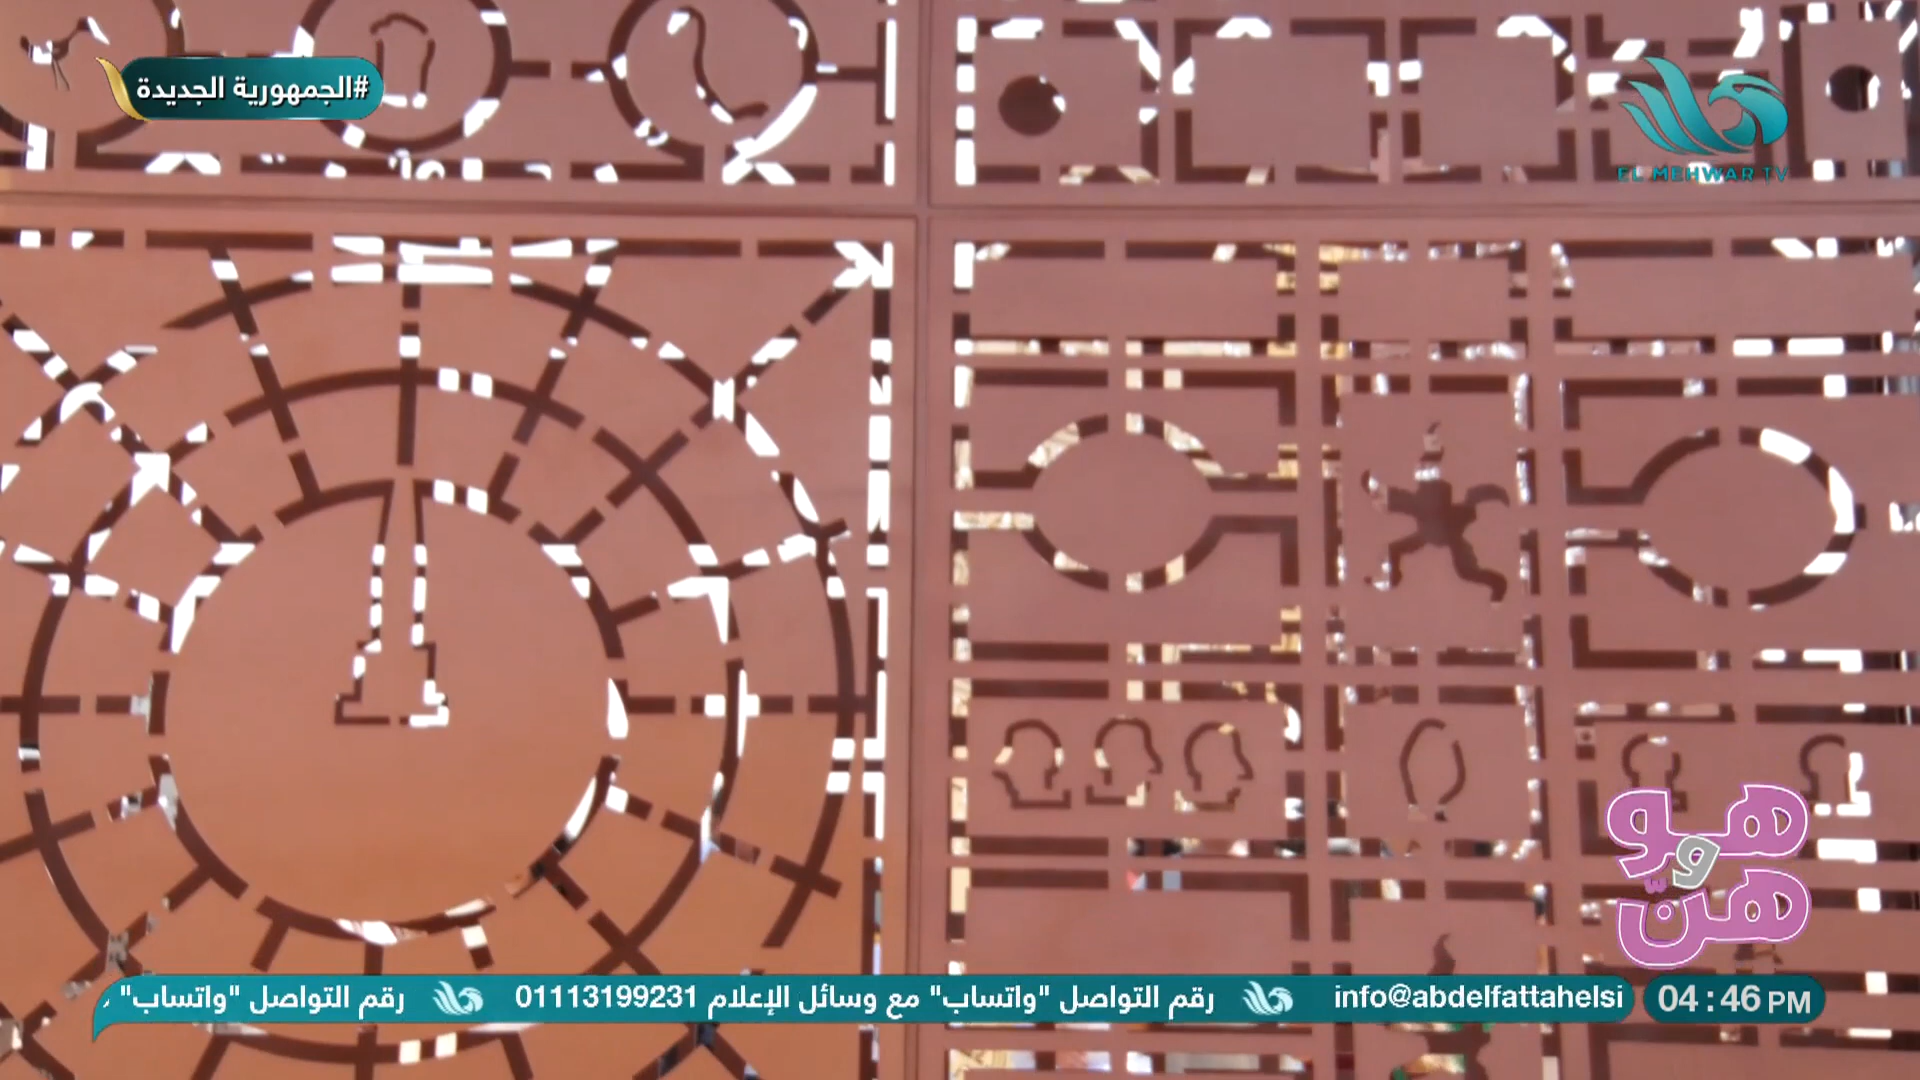 #الجمهورية الجديدة
EL MEHWAR TV
هو
و
هنّ
info@abdelfattahelsi رقم التواصل "واتساب" مع وسائل الإعلام 01113199231 رقم التواصل "واتساب"
04:46 PM